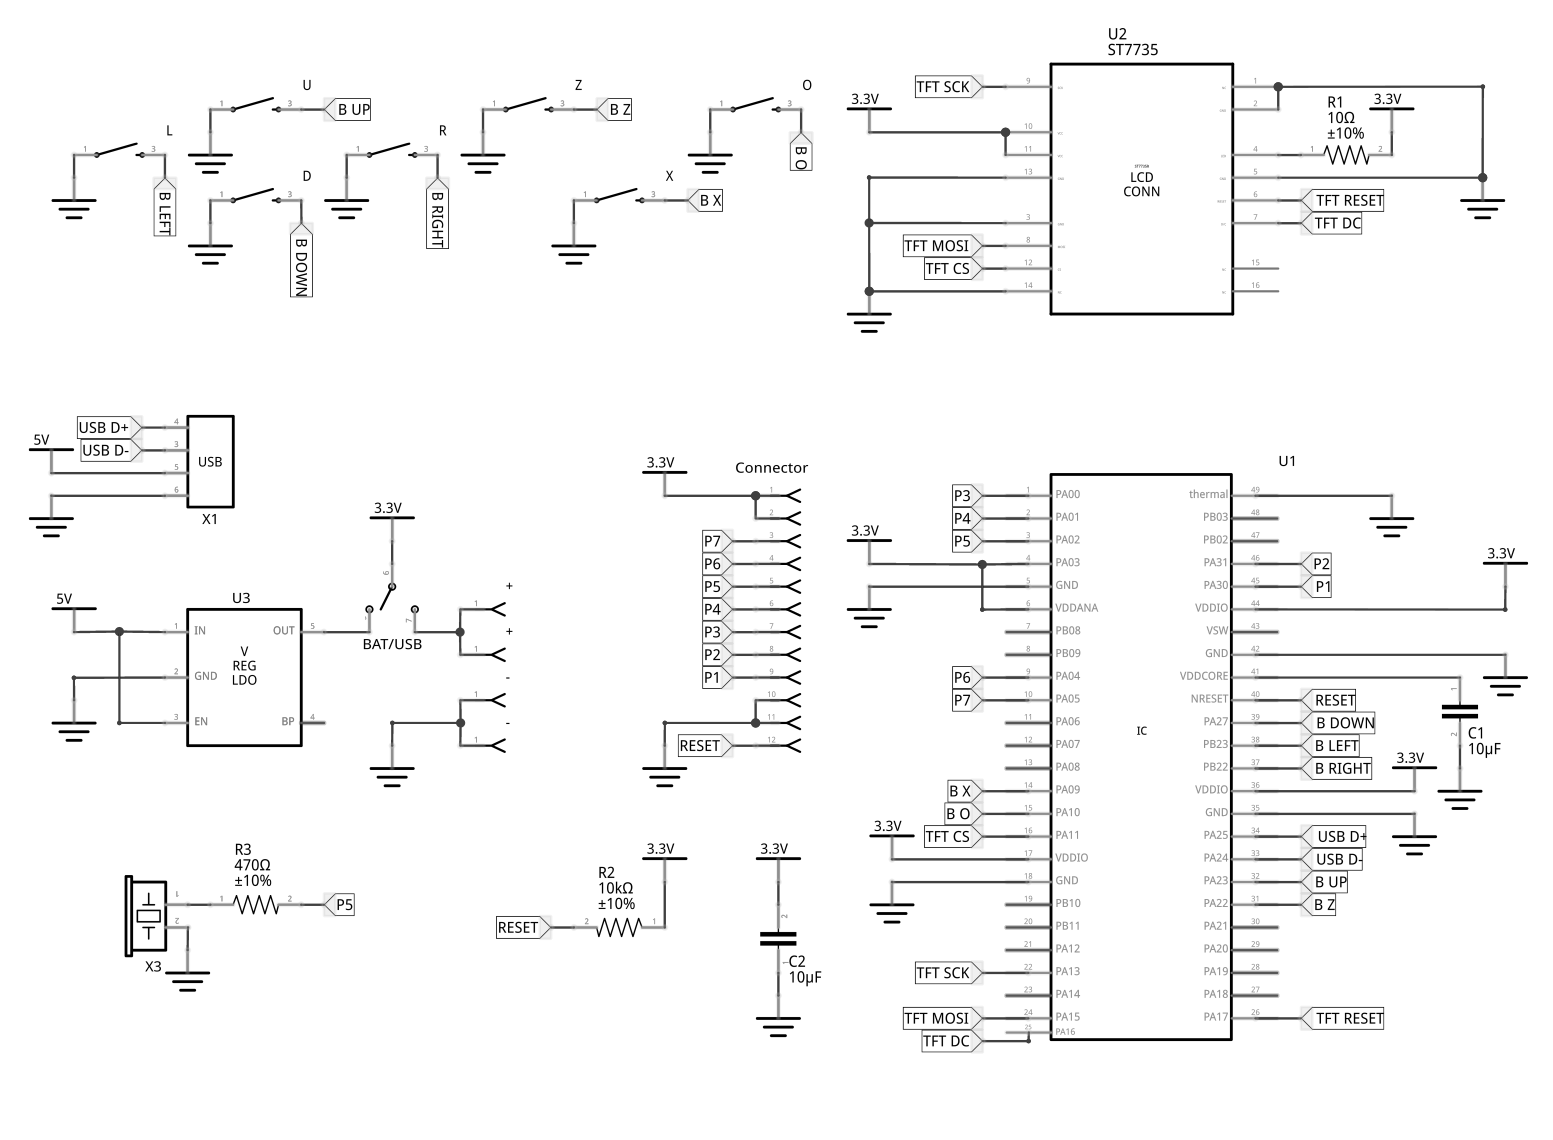 U
1
3
B UP
L
1
3
B LEFT
D
1
3
B DOWN
R
1
3
B RIGHT
Z
1
3
B Z
X
1
3
B X
O
1
3
B O
U2
ST7735
LCD
CONN
TFT SCK
9
3.3V
10
11
13
3
TFT MOSI
8
TFT CS
12
14
1
2
R1
10Ω
±10%
3.3V
4
1
2
5
6
TFT RESET
7
TFT DC
15
16
USB D+
4
USB D-
3
5V
5
6
USB
X1
U3
5V
1
IN
OUT
5
V
REG
LDO
2
GND
3
EN
BP
4
3.3V
6
7
BAT/USB
+
1
+
1
-
1
-
1
Connector
3.3V
1
2
P7
3
P6
4
P5
5
P4
6
P3
7
P2
8
P1
9
10
11
RESET
12
U1
IC
P3
1
PA00
P4
2
PA01
P5
3
PA02
3.3V
4
PA03
5
GND
6
VDDANA
7
PB08
8
PB09
P6
9
PA04
P7
10
PA05
11
PA06
12
PA07
13
PA08
B X
14
PA09
B O
15
PA10
TFT CS
16
PA11
3.3V
17
VDDIO
18
GND
19
PB10
20
PB11
21
PA12
TFT SCK
22
PA13
23
PA14
TFT MOSI
24
PA15
TFT DC
25
PA16
thermal
49
PB03
48
PB02
47
PA31
46
P2
PA30
45
P1
VDDIO
44
3.3V
VSW
43
GND
42
VDDCORE
41
1
2
C1
10µF
NRESET
40
RESET
PA27
39
B DOWN
PB23
38
B LEFT
PB22
37
B RIGHT
VDDIO
36
3.3V
GND
35
PA25
34
USB D+
PA24
33
USB D-
PA23
32
B UP
PA22
31
B Z
PA21
30
PA20
29
PA19
28
PA18
27
PA17
26
TFT RESET
R3
470Ω
±10%
1
2
X3
1
2
P5
R2
10kΩ
±10%
3.3V
RESET
2
1
3.3V
2
1
C2
10µF